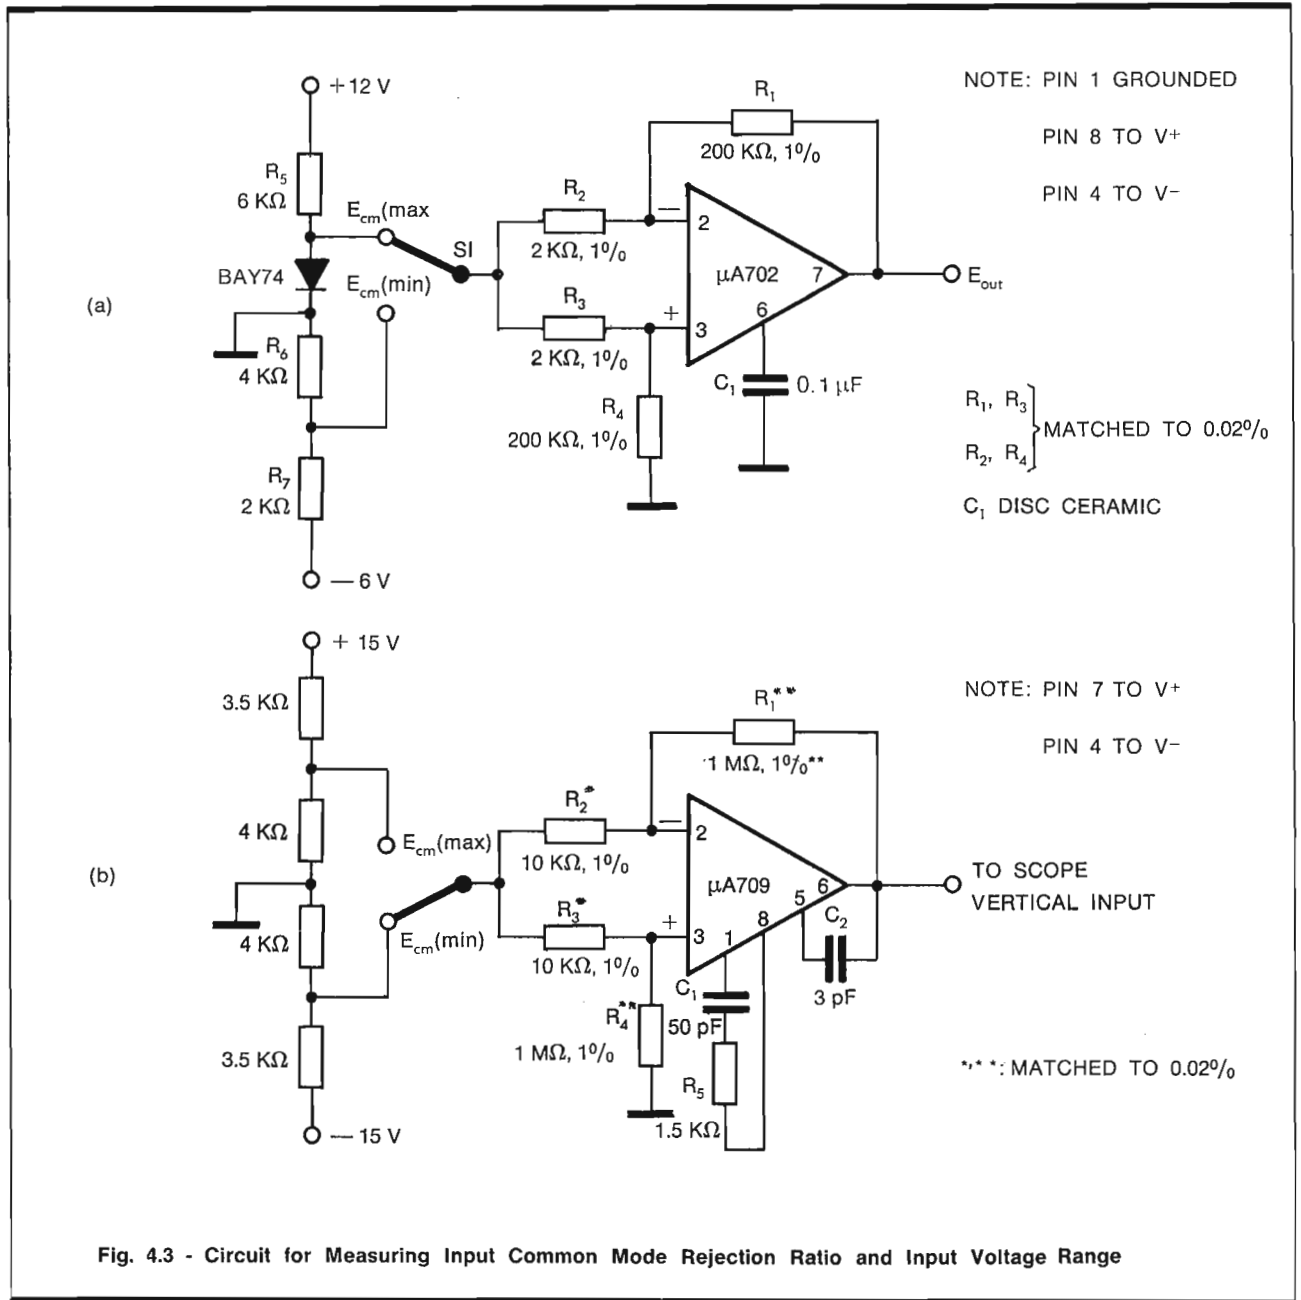 +12 V
R5
6 KΩ
Ecm(max
SI
BAY74
Ecm(min)
(a)
R6
4 KΩ
R7
2 KΩ
— 6 V
R1
200 KΩ, 1%
R2
2 KΩ, 1%
— 2
μA702
7
6
R3
2 KΩ, 1%
+ 3
R4
200 KΩ, 1%
C1 0.1 μF
Eout
NOTE: PIN 1 GROUNDED
PIN 8 TO V+
PIN 4 TO V−
R1, R3
R2, R4
MATCHED TO 0.02%
C1 DISC CERAMIC
+ 15 V
3.5 KΩ
4 KΩ
Ecm(max)
(b)
4 KΩ
Ecm(min)
3.5 KΩ
— 15 V
R1**
1 MΩ, 1%**
R2*
10 KΩ, 1%
— 2
μA709
6
5
8
1
R3*
10 KΩ, 1%
+ 3
R4**
1 MΩ, 1%
C1
50 pF
R5
1.5 KΩ
C2
3 pF
TO SCOPE
VERTICAL INPUT
NOTE: PIN 7 TO V+
PIN 4 TO V−
*,**: MATCHED TO 0.02%
Fig. 4.3 - Circuit for Measuring Input Common Mode Rejection Ratio and Input Voltage Range